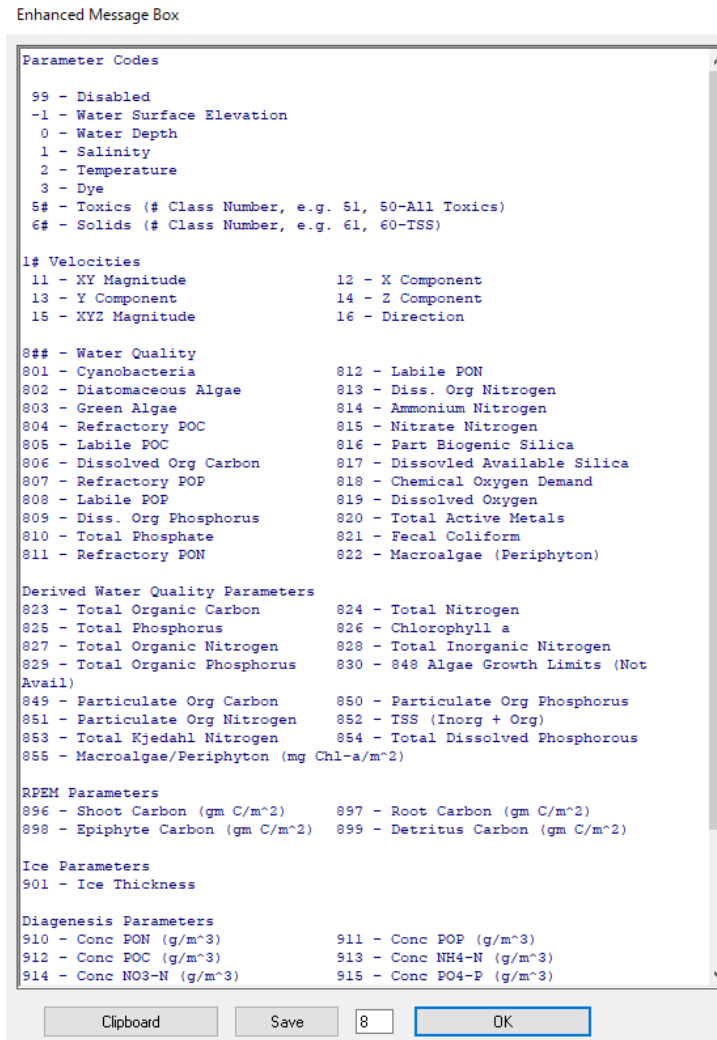 Enhanced Message Box
Parameter Codes
99 - Disabled
-1 - Water Surface Elevation
0 - Water Depth
1 - Salinity
2 - Temperature
3 - Dye
5# - Toxics (# Class Number, e.g. 51, 50-All Toxics)
6# - Solids (# Class Number, e.g. 61, 60-TSS)
1# Velocities
11 - XY Magnitude 12 - X Component
13 - Y Component 14 - Z Component
15 - XYZ Magnitude 16 - Direction
8## - Water Quality
801 - Cyanobacteria 812 - Labile PON
802 - Diatomaceous Algae 813 - Diss. Org Nitrogen
803 - Green Algae 814 - Ammonium Nitrogen
804 - Refractory POC 815 - Nitrate Nitrogen
805 - Labile POC 816 - Part Biogenic Silica
806 - Dissolved Org Carbon 817 - Dissovled Available Silica
807 - Refractory POP 818 - Chemical Oxygen Demand
808 - Labile POP 819 - Dissolved Oxygen
809 - Diss. Org Phosphorus 820 - Total Active Metals
810 - Total Phosphate 821 - Fecal Coliform
811 - Refractory PON 822 - Macroalgae (Periphyton)
Derived Water Quality Parameters
823 - Total Organic Carbon 824 - Total Nitrogen
825 - Total Phosphorus 826 - Chlorophyll a
827 - Total Organic Nitrogen 828 - Total Inorganic Nitrogen
829 - Total Organic Phosphorus 830 - 848 Algae Growth Limits (Not
Avail)
849 - Particulate Org Carbon 850 - Particulate Org Phosphorus
851 - Particulate Org Nitrogen 852 - TSS (Inorg + Org)
853 - Total Kjedahl Nitrogen 854 - Total Dissolved Phosphorous
855 - Macroalgae/Periphyton (mg Chl-a/m^2)
RPEM Parameters
896 - Shoot Carbon (gm C/m^2) 897 - Root Carbon (gm C/m^2)
898 - Epiphyte Carbon (gm C/m^2) 899 - Detritus Carbon (gm C/m^2)
Ice Parameters
901 - Ice Thickness
Diagenesis Parameters
910 - Conc PON (g/m^3) 911 - Conc POP (g/m^3)
912 - Conc POC (g/m^3) 913 - Conc NH4-N (g/m^3)
914 - Conc NO3-N (g/m^3) 915 - Conc PO4-P (g/m^3)
Clipboard Save 8 OK